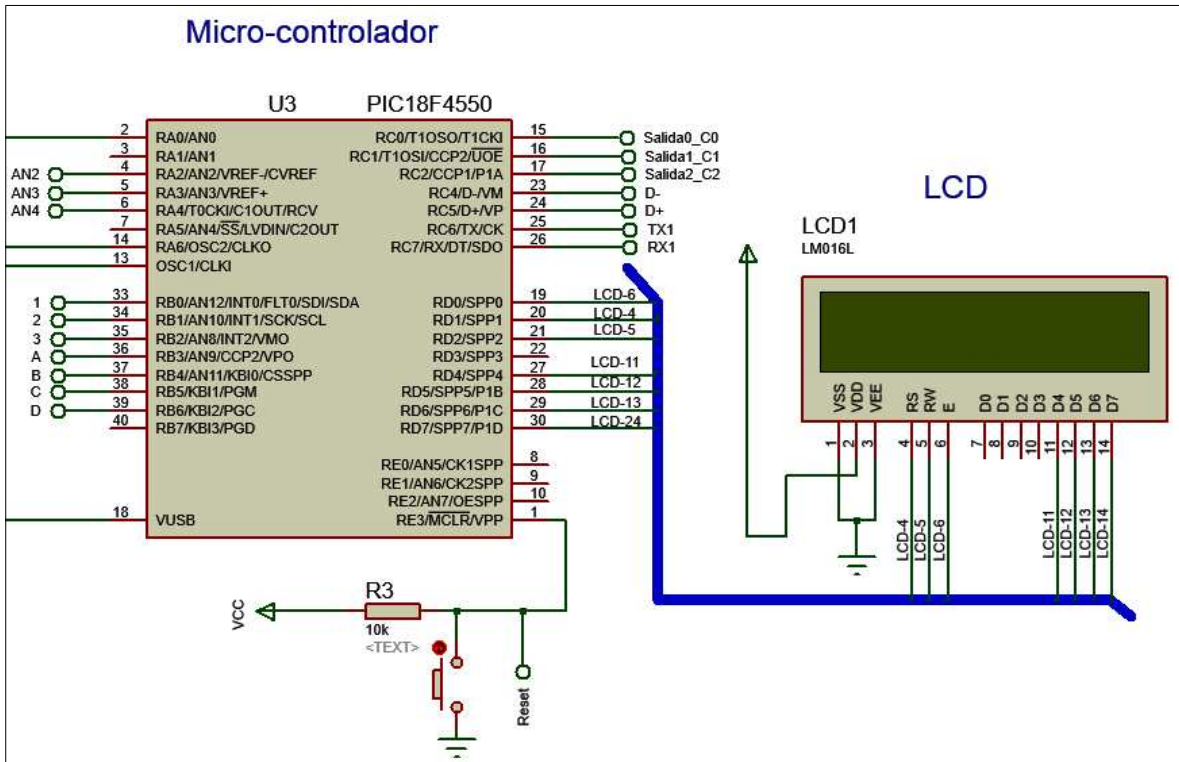 Micro-controlador
U3 PIC18F4550
2 RA0/AN0
3 RA1/AN1
AN2 4 RA2/AN2/VREF-/CVREF
AN3 5 RA3/AN3/VREF+
AN4 6 RA4/T0CKI/C1OUT/RCV
7 RA5/AN4/SS/LVDIN/C2OUT
14 RA6/OSC2/CLKO
13 OSC1/CLKI
1 33 RB0/AN12/INT0/FLT0/SDI/SDA
2 34 RB1/AN10/INT1/SCK/SCL
3 35 RB2/AN8/INT2/VMO
A 36 RB3/AN9/CCP2/VPO
B 37 RB4/AN11/KBI0/CSSPP
C 38 RB5/KBI1/PGM
D 39 RB6/KBI2/PGC
40 RB7/KBI3/PGD
18 VUSB
RC0/T1OSO/T1CKI 15 Salida0_C0
RC1/T1OSI/CCP2/UOE 16 Salida1_C1
RC2/CCP1/P1A 17 Salida2_C2
RC4/D-/VM 23 D-
RC5/D+/VP 24 D+
RC6/TX/CK 25 TX1
RC7/RX/DT/SDO 26 RX1
RD0/SPP0 19 LCD-6
RD1/SPP1 20 LCD-4
RD2/SPP2 21 LCD-5
RD3/SPP3 22
RD4/SPP4 27 LCD-11
RD5/SPP5/P1B 28 LCD-12
RD6/SPP6/P1C 29 LCD-13
RD7/SPP7/P1D 30 LCD-24
RE0/AN5/CK1SPP 8
RE1/AN6/CK2SPP 9
RE2/AN7/OESPP 10
RE3/MCLR/VPP 1
VCC
R3
10k
<TEXT>
Reset
LCD
LCD1
LM016L
VSS VDD VEE RS RW E D0 D1 D2 D3 D4 D5 D6 D7
1 2 3 4 5 6 7 8 9 10 11 12 13 14
LCD-4 LCD-5 LCD-6 LCD-11 LCD-12 LCD-13 LCD-14